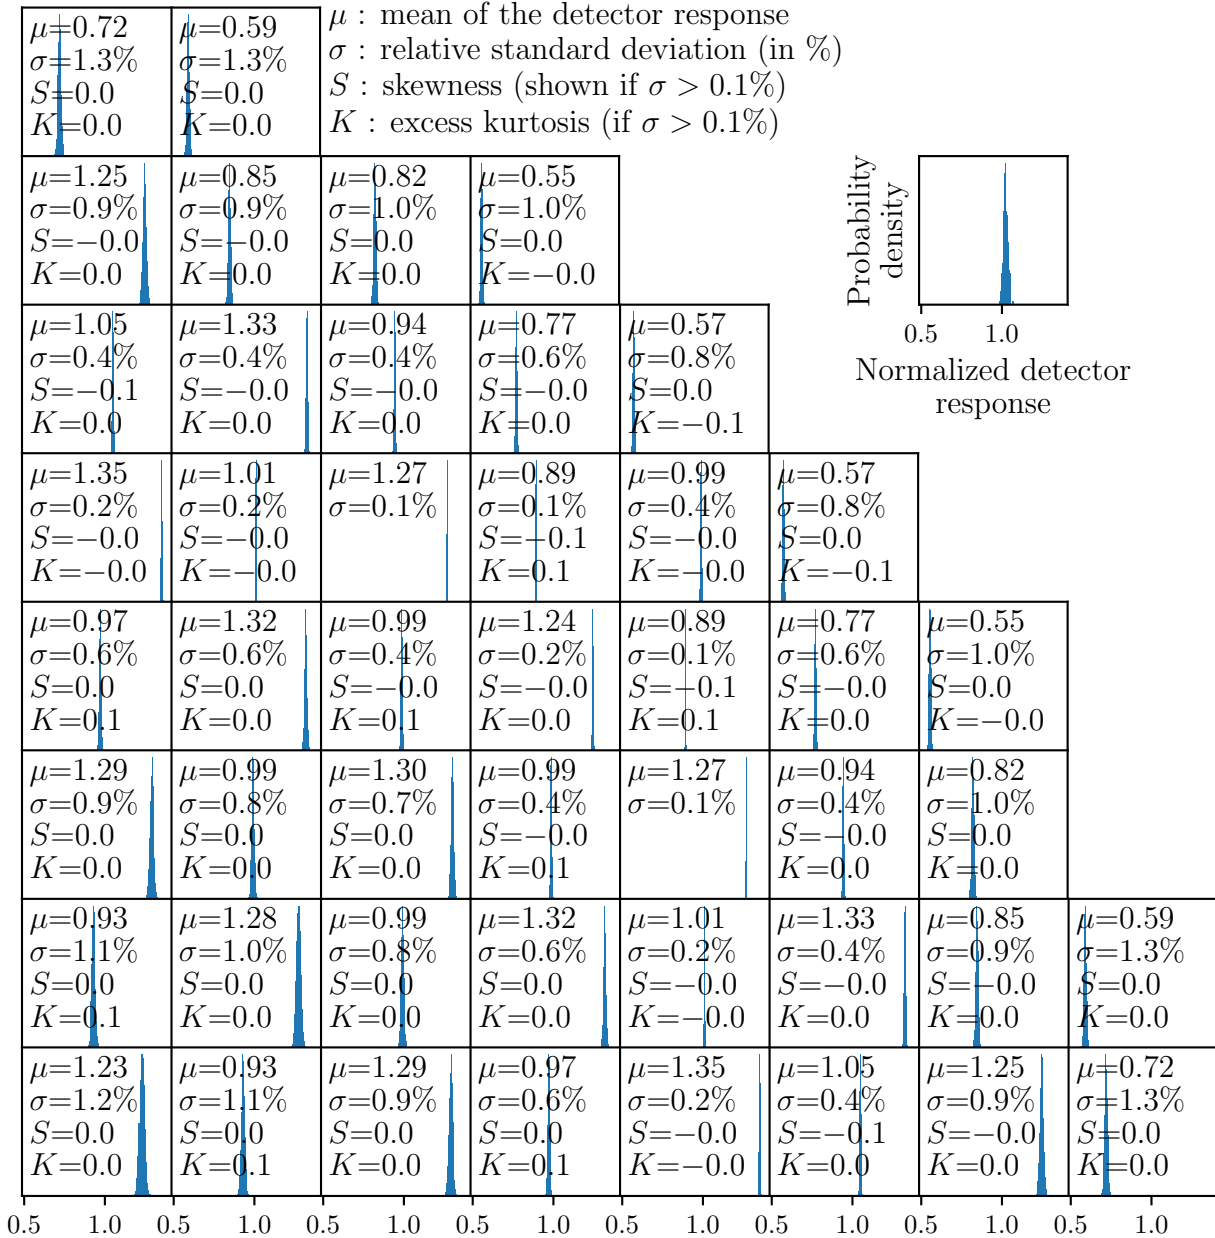 μ=0.72 μ=0.59 μ : mean of the detector response
σ=1.3% σ=1.3% σ : relative standard deviation (in %)
S=0.0 S=0.0 S : skewness (shown if σ > 0.1%)
K=0.0 K=0.0 K : excess kurtosis (if σ > 0.1%)
μ=1.25 μ=0.85 μ=0.82 μ=0.55
σ=0.9% σ=0.9% σ=1.0% σ=1.0%
S=−0.0 S=−0.0 S=0.0 S=0.0
K=0.0 K=0.0 K=0.0 K=−0.0
Probability
density
0.5 1.0
Normalized detector
response
μ=1.05 μ=1.33 μ=0.94 μ=0.77 μ=0.57
σ=0.4% σ=0.4% σ=0.4% σ=0.6% σ=0.8%
S=−0.1 S=−0.0 S=−0.0 S=−0.0 S=0.0
K=0.0 K=0.0 K=0.0 K=0.0 K=−0.1
μ=1.35 μ=1.01 μ=1.27 μ=0.89 μ=0.99 μ=0.57
σ=0.2% σ=0.2% σ=0.1% σ=0.1% σ=0.4% σ=0.8%
S=−0.0 S=−0.0 S=−0.1 S=−0.0 S=0.0
K=−0.0 K=−0.0 K=0.1 K=−0.0 K=−0.1
μ=0.97 μ=1.32 μ=0.99 μ=1.24 μ=0.89 μ=0.77 μ=0.55
σ=0.6% σ=0.6% σ=0.4% σ=0.2% σ=0.1% σ=0.6% σ=1.0%
S=0.0 S=0.0 S=−0.0 S=−0.0 S=−0.1 S=−0.0 S=0.0
K=0.1 K=0.0 K=0.1 K=0.0 K=0.1 K=0.0 K=−0.0
μ=1.29 μ=0.99 μ=1.30 μ=0.99 μ=1.27 μ=0.94 μ=0.82
σ=0.9% σ=0.8% σ=0.7% σ=0.4% σ=0.1% σ=0.4% σ=1.0%
S=0.0 S=0.0 S=0.0 S=−0.0 S=−0.0 S=0.0
K=0.0 K=0.0 K=0.0 K=0.1 K=0.0 K=0.0
μ=0.93 μ=1.28 μ=0.99 μ=1.32 μ=1.01 μ=1.33 μ=0.85 μ=0.59
σ=1.1% σ=1.0% σ=0.8% σ=0.6% σ=0.2% σ=0.4% σ=0.9% σ=1.3%
S=0.0 S=0.0 S=0.0 S=0.0 S=−0.0 S=−0.0 S=−0.0 S=0.0
K=0.1 K=0.0 K=0.0 K=0.0 K=−0.0 K=0.0 K=0.0 K=0.0
μ=1.23 μ=0.93 μ=1.29 μ=0.97 μ=1.35 μ=1.05 μ=1.25 μ=0.72
σ=1.2% σ=1.1% σ=0.9% σ=0.6% σ=0.2% σ=0.4% σ=0.9% σ=1.3%
S=0.0 S=0.0 S=0.0 S=0.0 S=−0.0 S=−0.1 S=−0.0 S=0.0
K=0.0 K=0.1 K=0.0 K=0.1 K=−0.0 K=0.0 K=0.0 K=0.0
0.5 1.0 0.5 1.0 0.5 1.0 0.5 1.0 0.5 1.0 0.5 1.0 0.5 1.0 0.5 1.0